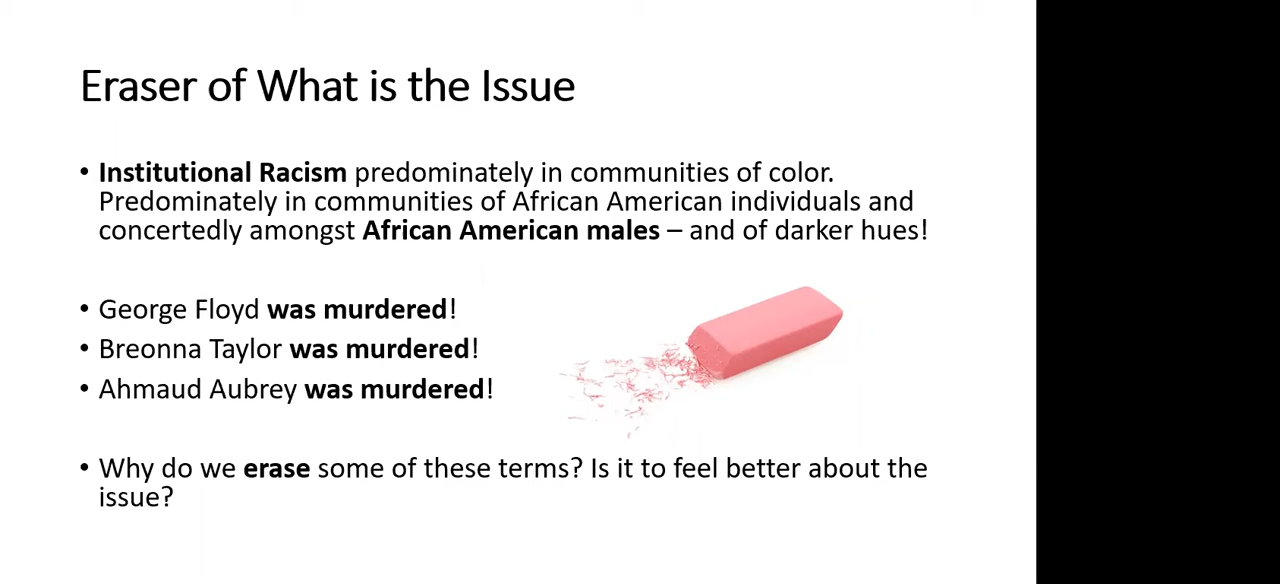 Eraser of What is the Issue
• Institutional Racism predominately in communities of color.
Predominately in communities of African American individuals and
concertedly amongst African American males – and of darker hues!
• George Floyd was murdered!
• Breonna Taylor was murdered!
• Ahmaud Aubrey was murdered!
• Why do we erase some of these terms? Is it to feel better about the
issue?